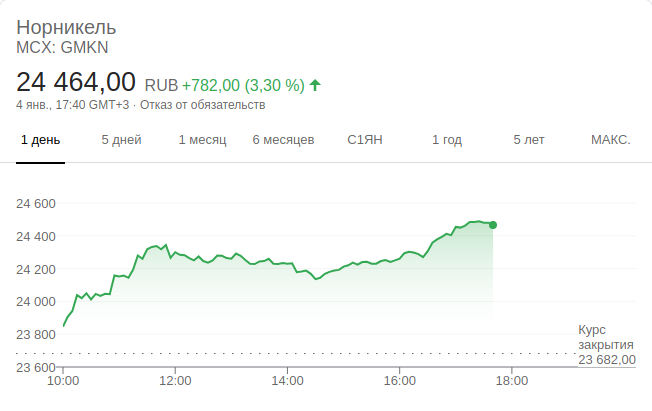 Норникель
MCX: GMKN
24 464,00 RUB +782,00 (3,30 %)
4 янв., 17:40 GMT+3 · Отказ от обязательств
1 день 5 дней 1 месяц 6 месяцев С1ЯН 1 год 5 лет МАКС.
24 600
24 400
24 200
24 000
23 800
Курс
закрытия
23 682,00
23 600
10:00 12:00 14:00 16:00 18:00